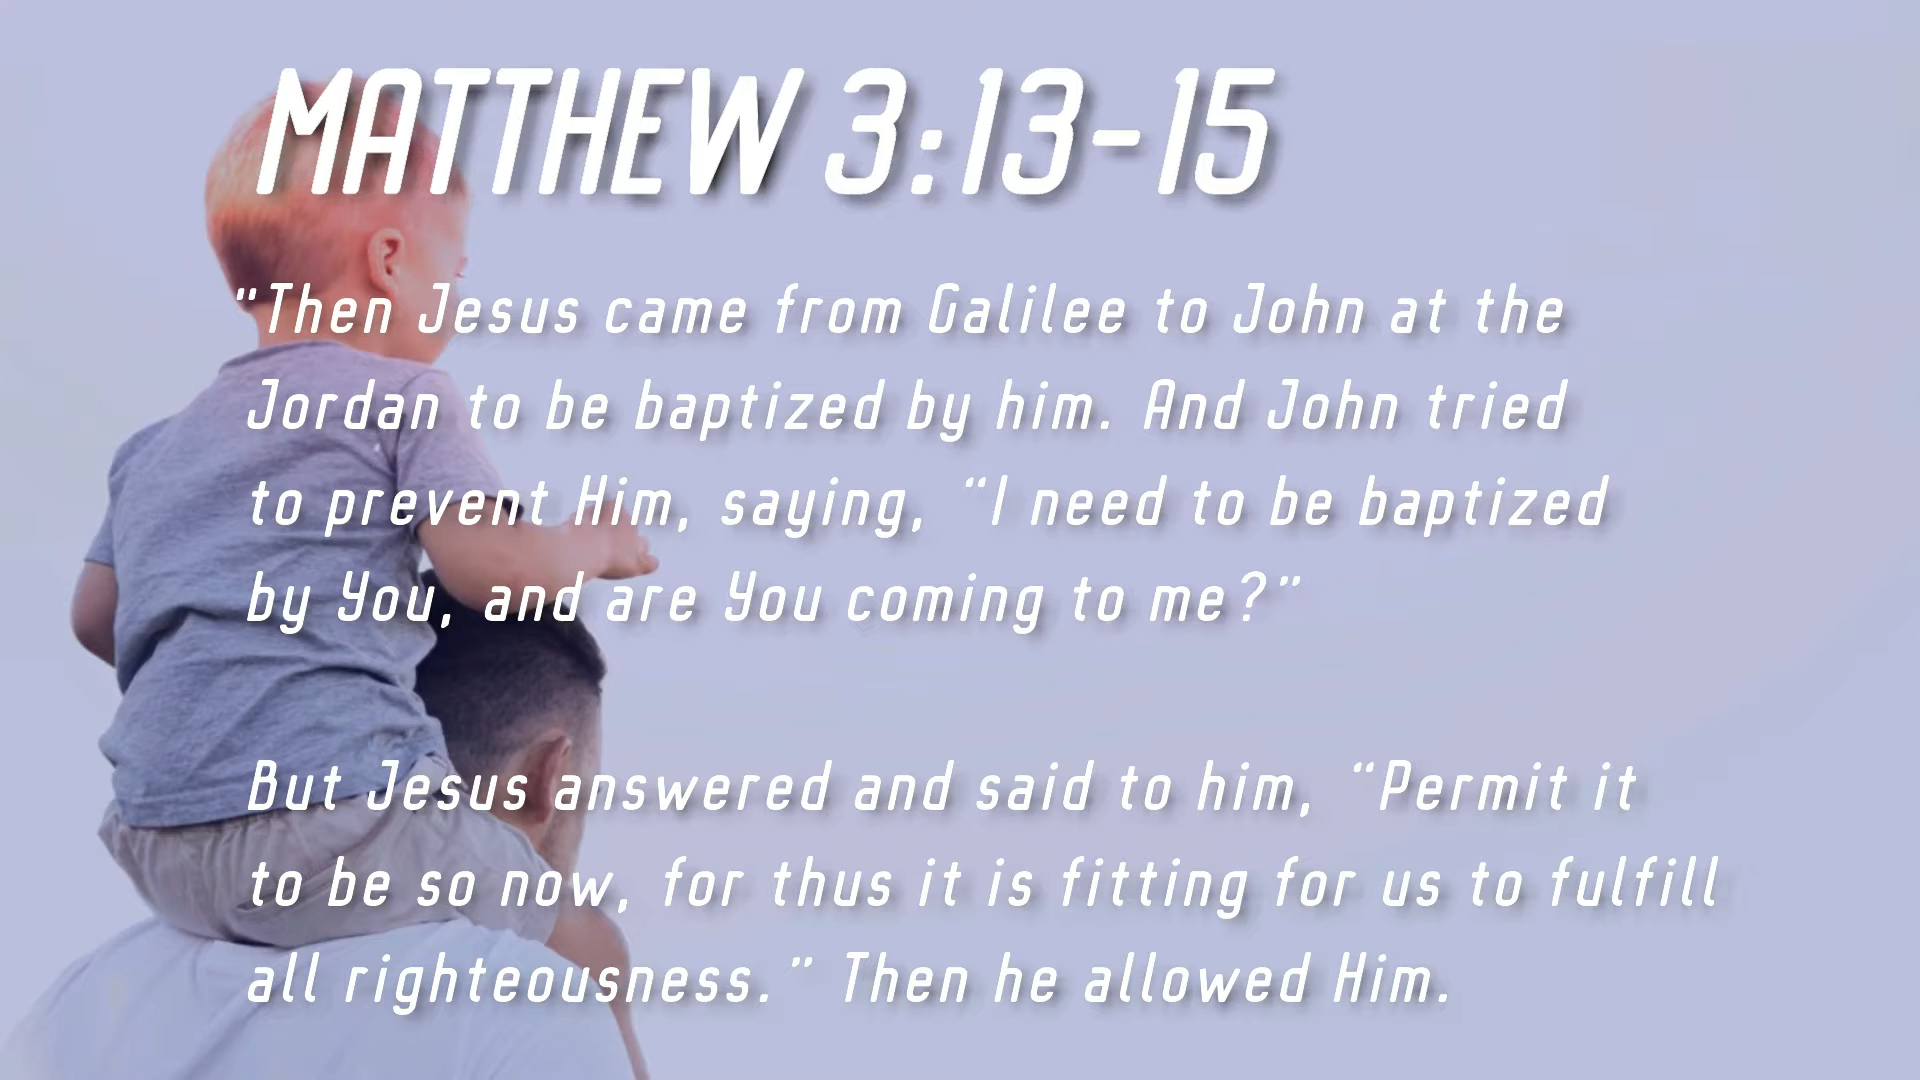 MATTHEW 3:13-15
"Then Jesus came from Galilee to John at the
Jordan to be baptized by him. And John tried
to prevent Him, saying, “I need to be baptized
by You, and are You coming to me?”
But Jesus answered and said to him, “Permit it
to be so now, for thus it is fitting for us to fulfill
all righteousness.” Then he allowed Him.